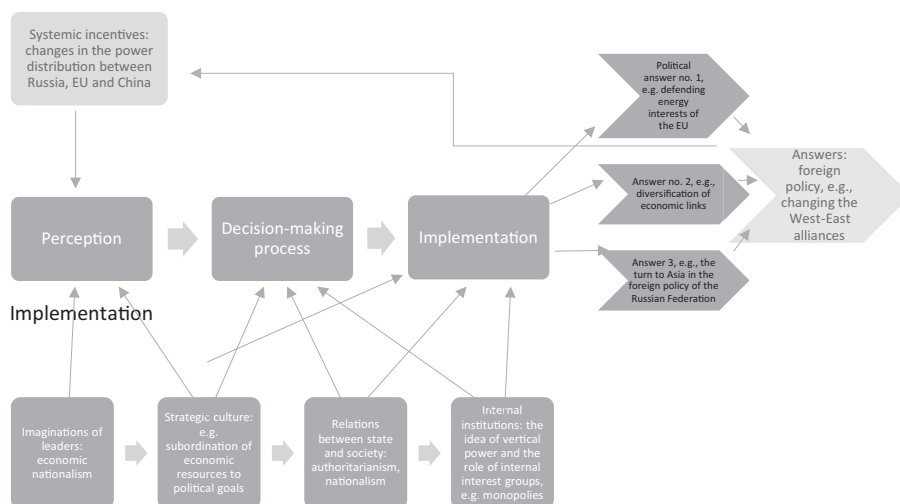 Systemic incentives:
changes in the power
distribution between
Russia, EU and China
Political
answer no. 1,
e.g. defending
energy
interests
of the EU
Answers:
foreign
policy, e.g.,
changing the
West-East
alliances
Answer no. 2, e.g.,
diversification of
economic links
Perception
Decision-making
process
Implementation
Answer 3, e.g., the
turn to Asia in the
foreign policy of the
Russian Federation
Implementation
Imaginations of
leaders:
economic
nationalism
Strategic culture:
e.g.
subordination of
economic
resources to
political goals
Relations
between state
and society:
authoritarianism,
nationalism
Internal
institutions: the
idea of vertical
power and the
role of internal
interest groups,
e.g. monopolies